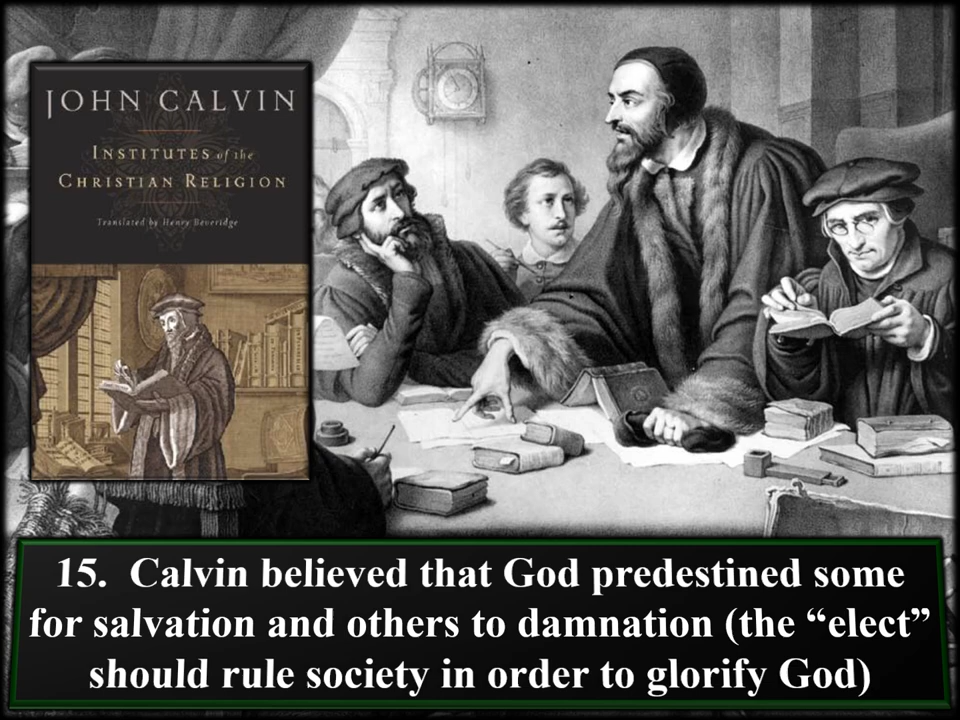 JOHN CALVIN
INSTITUTES of the
CHRISTIAN RELIGION
Translated by Henry Beveridge
15. Calvin believed that God predestined some
for salvation and others to damnation (the “elect”
should rule society in order to glorify God)